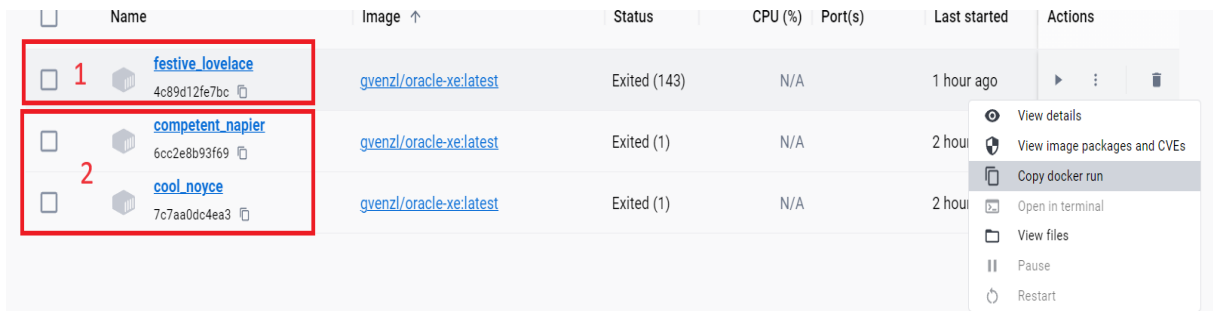 Name Image ↑ Status CPU (%) Port(s) Last started Actions
1 festive_lovelace
4c89d12fe7bc gvenzl/oracle-xe:latest Exited (143) N/A 1 hour ago
View details
competent_napier
6cc2e8b93f69 gvenzl/oracle-xe:latest Exited (1) N/A 2 hou
View image packages and CVEs
2
Copy docker run
cool_noyce
7c7aa0dc4ea3 gvenzl/oracle-xe:latest Exited (1) N/A 2 hou
Open in terminal
View files
Pause
Restart